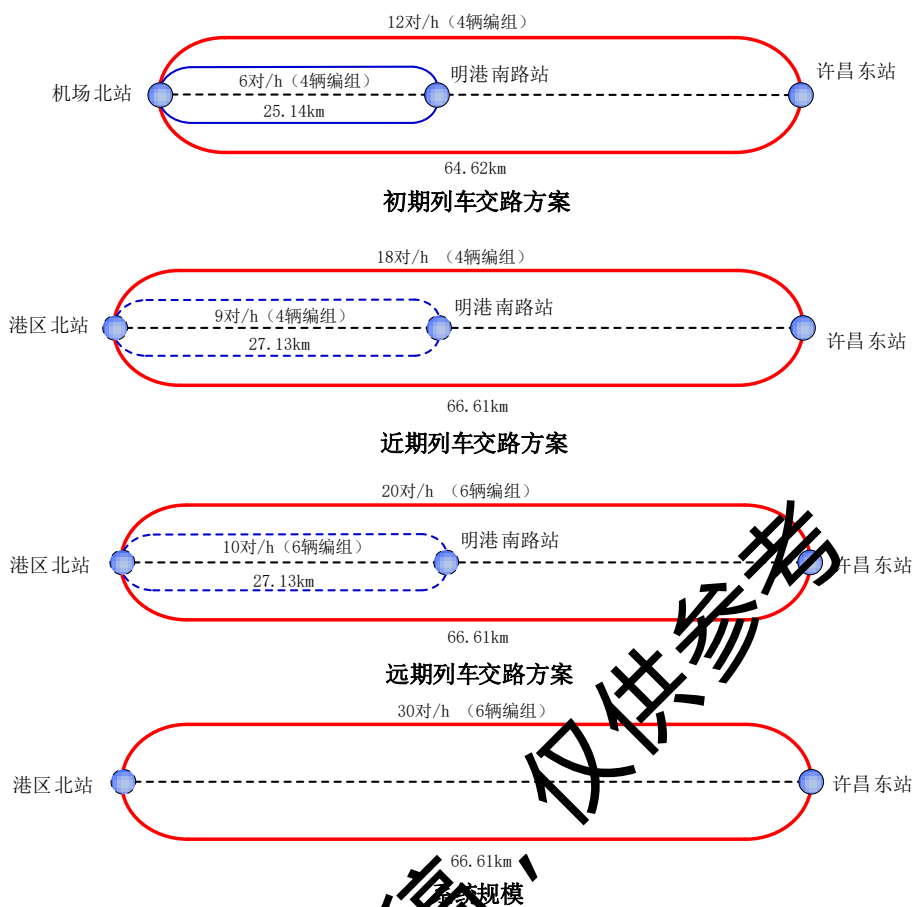 12对/h（4辆编组）
6对/h（4辆编组）
明港南路站
许昌东站
机场北站
25.14km
64.62km
初期列车交路方案
18对/h （4辆编组）
9对/h（4辆编组）
明港南路站
港区北站
许昌东站
27.13km
66.61km
近期列车交路方案
20对/h （6辆编组）
10对/h（6辆编组）
明港南路站
港区北站
许昌东站
27.13km
66.61km
远期列车交路方案
30对/h （6辆编组）
港区北站
许昌东站
66.61km
系统规模
，仅供参考